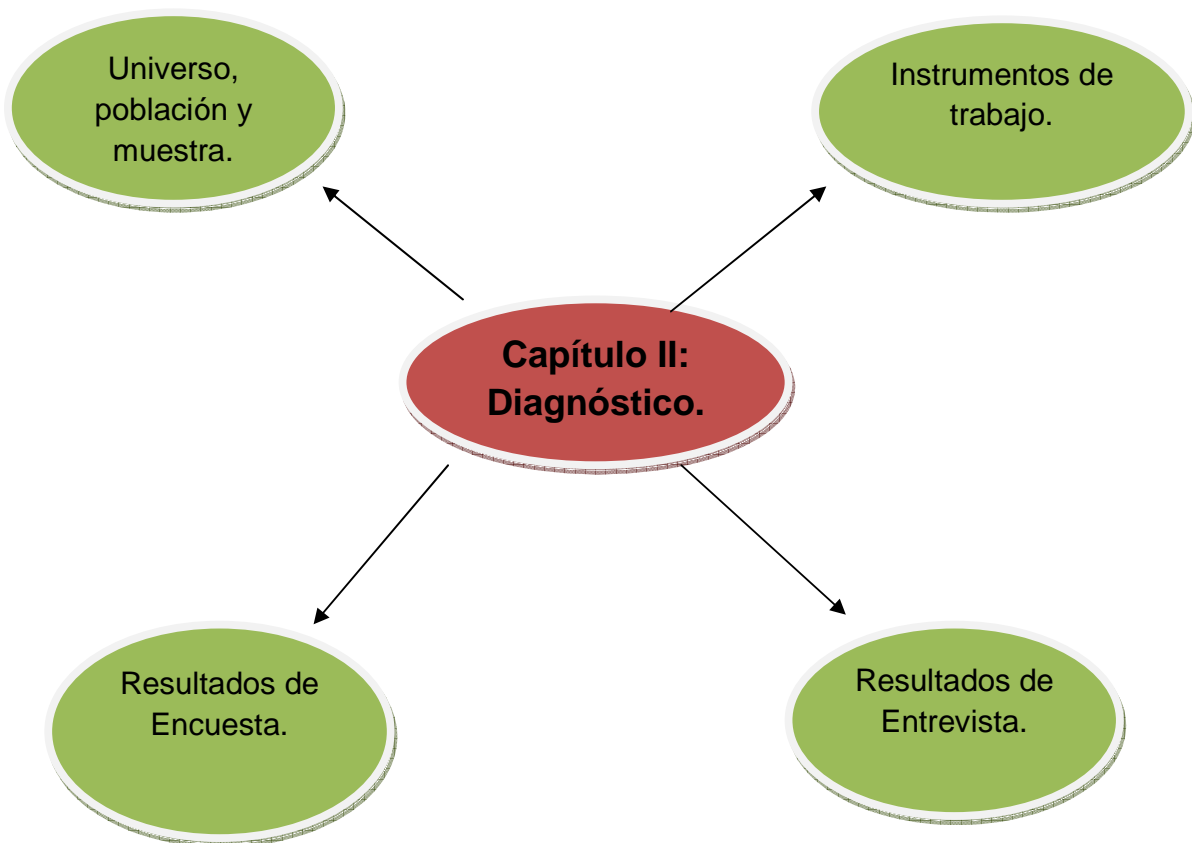 Universo,
población y
muestra.
Instrumentos de
trabajo.
Capítulo II:
Diagnóstico.
Resultados de
Encuesta.
Resultados de
Entrevista.